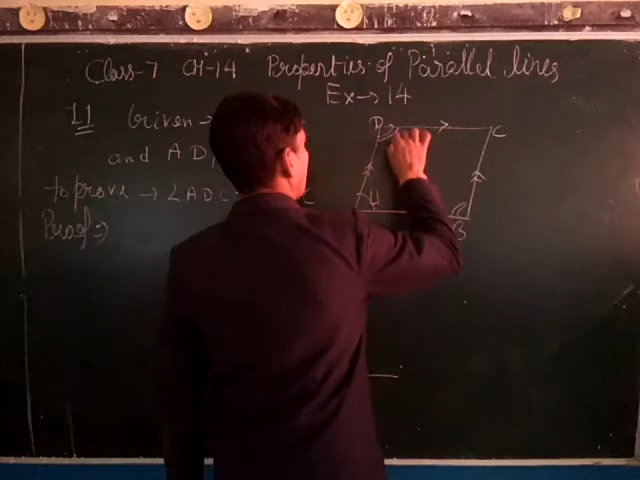 Class-7 CH-14 Properties of Parallel lines
Ex→14
11 Given →
and AD
to prove → ∠ADC
Proof ⇒
D C
B